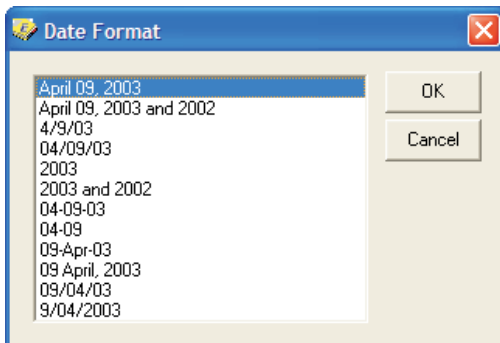 Date Format
April 09, 2003
April 09, 2003 and 2002
4/9/03
04/09/03
2003
2003 and 2002
04-09-03
04-09
09-Apr-03
09 April, 2003
09/04/03
9/04/2003
OK
Cancel